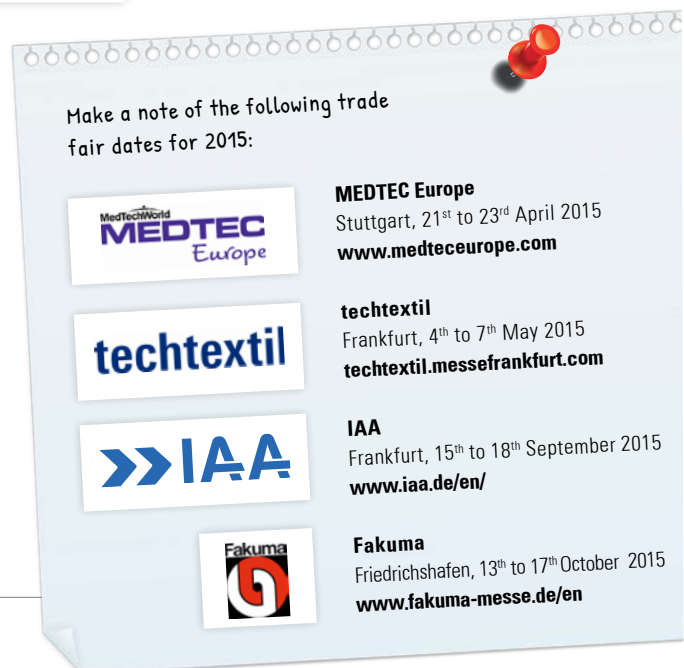 Make a note of the following trade
fair dates for 2015:
MedTechWorld
MEDTEC
Europe
MEDTEC Europe
Stuttgart, 21st to 23rd April 2015
www.medteceurope.com
techtextil
techtextil
Frankfurt, 4th to 7th May 2015
techtextil.messefrankfurt.com
IAA
IAA
Frankfurt, 15th to 18th September 2015
www.iaa.de/en/
Fakuma
Fakuma
Friedrichshafen, 13th to 17th October 2015
www.fakuma-messe.de/en